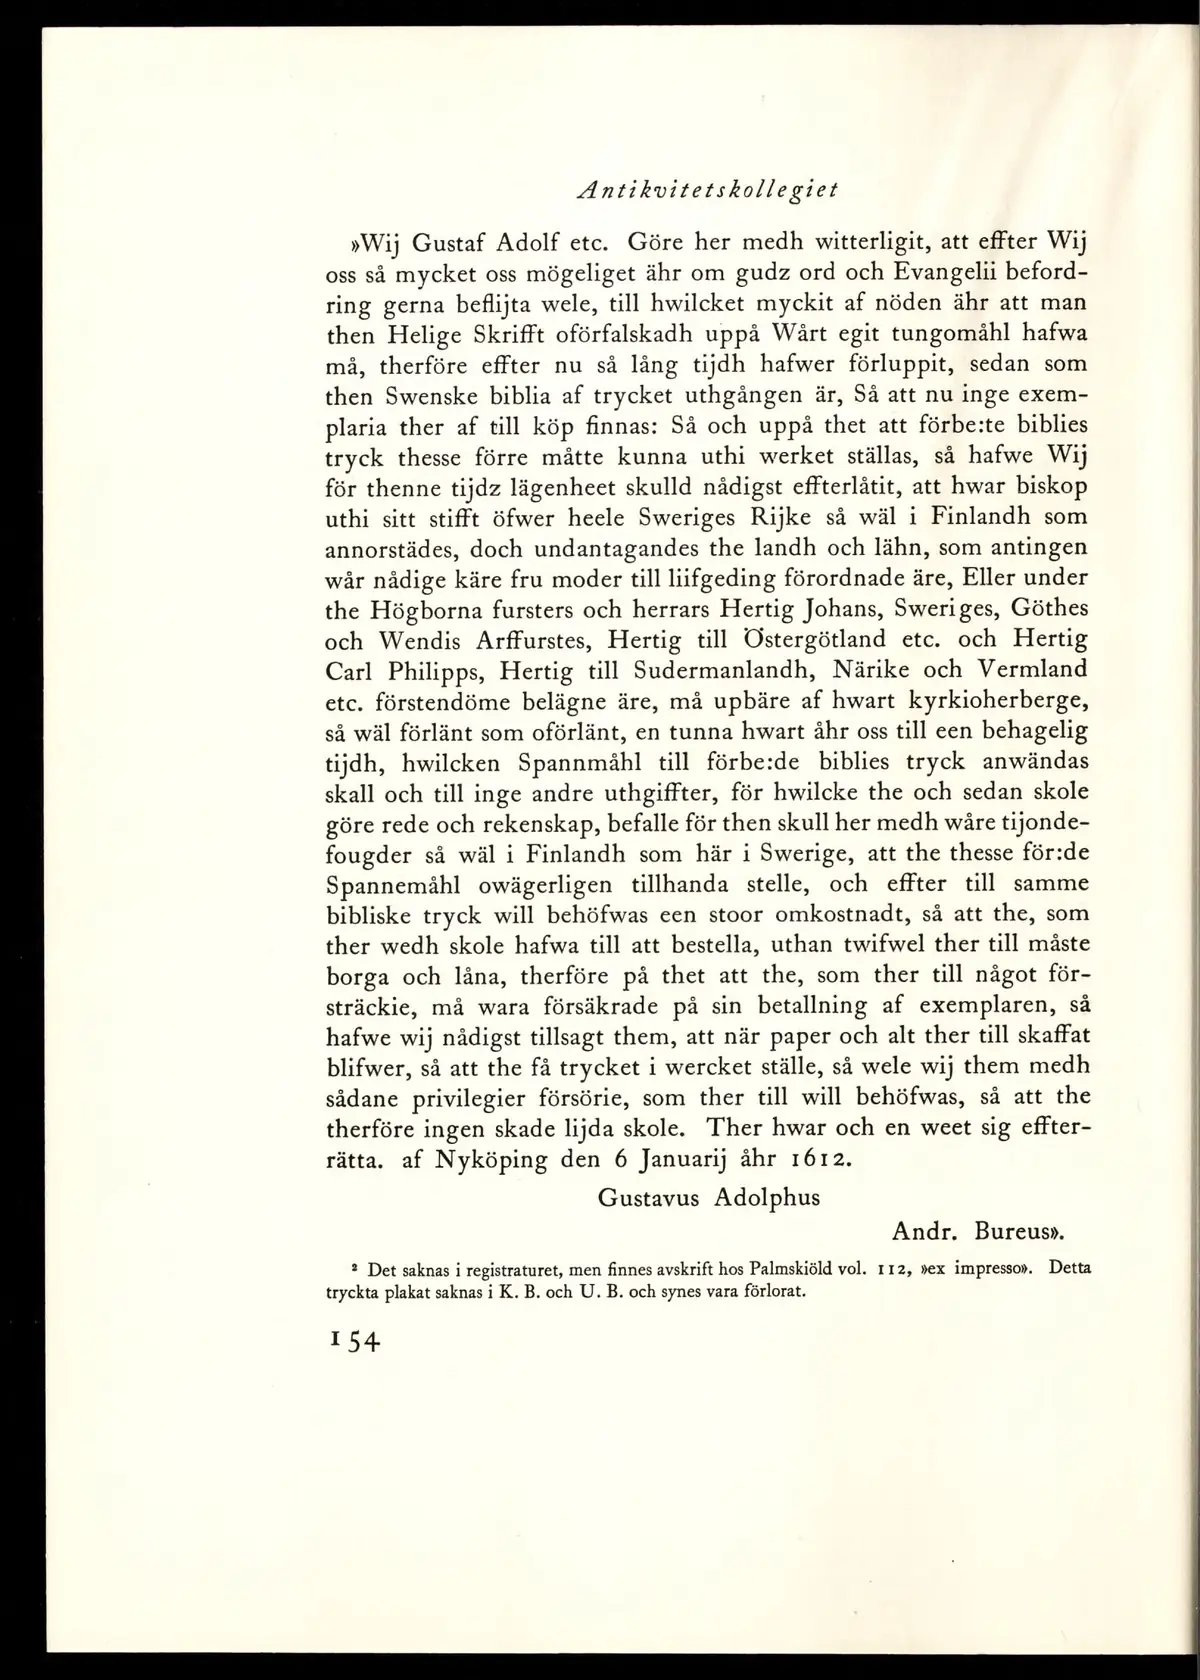 Antikvitetskollegiet
»Wij Gustaf Adolf etc. Göre her medh witterligit, att effter Wij
oss så mycket oss mögeliget ähr om gudz ord och Evangelii beford-
ring gerna beflijta wele, till hwilcket myckit af nöden ähr att man
then Helige Skrifft oförfalskadh uppå Wårt egit tungomåhl hafwa
må, therföre effter nu så lång tijdh hafwer förluppit, sedan som
then Swenske biblia af trycket uthgången är, Så att nu inge exem-
plaria ther af till köp finnas: Så och uppå thet att förbe:te biblies
tryck thesse förre måtte kunna uthi werket ställas, så hafwe Wij
för thenne tijdz lägenheet skulld nådigst effterlåtit, att hwar biskop
uthi sitt stifft öfwer heele Sweriges Rijke så wäl i Finlandh som
annorstädes, doch undantagandes the landh och lähn, som antingen
wår nådige käre fru moder till liifgeding förordnade äre, Eller under
the Högborna fursters och herrars Hertig Johans, Sweriges, Göthes
och Wendis Arffurstes, Hertig till Östergötland etc. och Hertig
Carl Philipps, Hertig till Sudermanlandh, Närike och Vermland
etc. förstendöme belägne äre, må upbäre af hwart kyrkioherberge,
så wäl förlänt som oförlänt, en tunna hwart åhr oss till een behagelig
tijdh, hwilcken Spannmåhl till förbe:de biblies tryck anwändas
skall och till inge andre uthgiffter, för hwilcke the och sedan skole
göre rede och rekenskap, befalle för then skull her medh wåre tijonde-
fougder så wäl i Finlandh som här i Swerige, att the thesse för:de
Spannemåhl owägerligen tillhanda stelle, och effter till samme
bibliske tryck will behöfwas een stoor omkostnadt, så att the, som
ther wedh skole hafwa till att bestella, uthan twifwel ther till måste
borga och låna, therföre på thet att the, som ther till något för-
sträckie, må wara försäkrade på sin betallning af exemplaren, så
hafwe wij nådigst tillsagt them, att när paper och alt ther till skaffat
blifwer, så att the få trycket i wercket ställe, så wele wij them medh
sådane privilegier försörie, som ther till will behöfwas, så att the
therföre ingen skade lijda skole. Ther hwar och en weet sig effter-
rätta. af Nyköping den 6 Januarij åhr 1612.
Gustavus Adolphus
Andr. Bureus».
² Det saknas i registraturet, men finnes avskrift hos Palmskiöld vol. 112, »ex impresso». Detta
tryckta plakat saknas i K. B. och U. B. och synes vara förlorat.
154